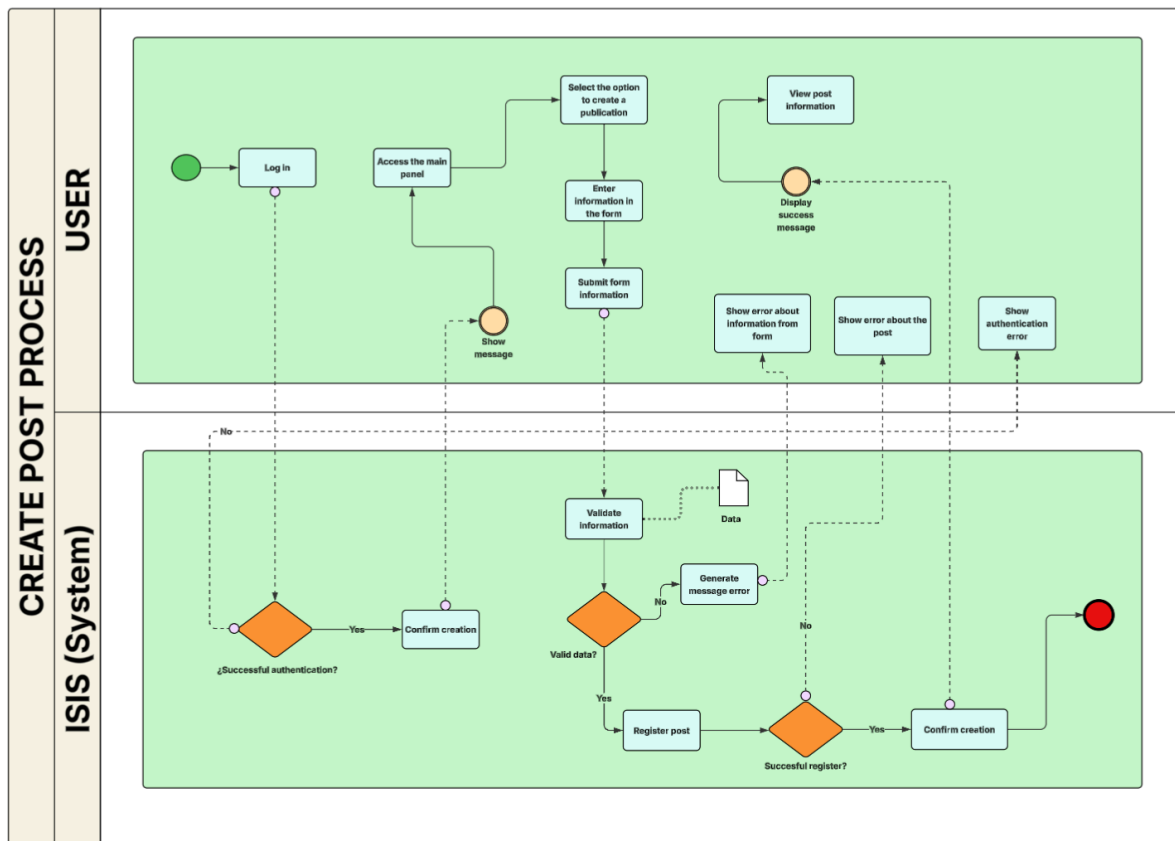 CREATE POST PROCESS
USER
Log in
Access the main
panel
Select the option
to create a
publication
Enter
information in
the form
Submit form
information
Show
message
View post
information
Display
success
message
Show error about
information from
form
Show error about the
post
Show
authentication
error
ISIS (System)
No
¿Successful authentication?
Yes
Confirm creation
Validate
information
Data
Valid data?
No
Generate
message error
Yes
Register post
No
Succesful register?
Yes
Confirm creation